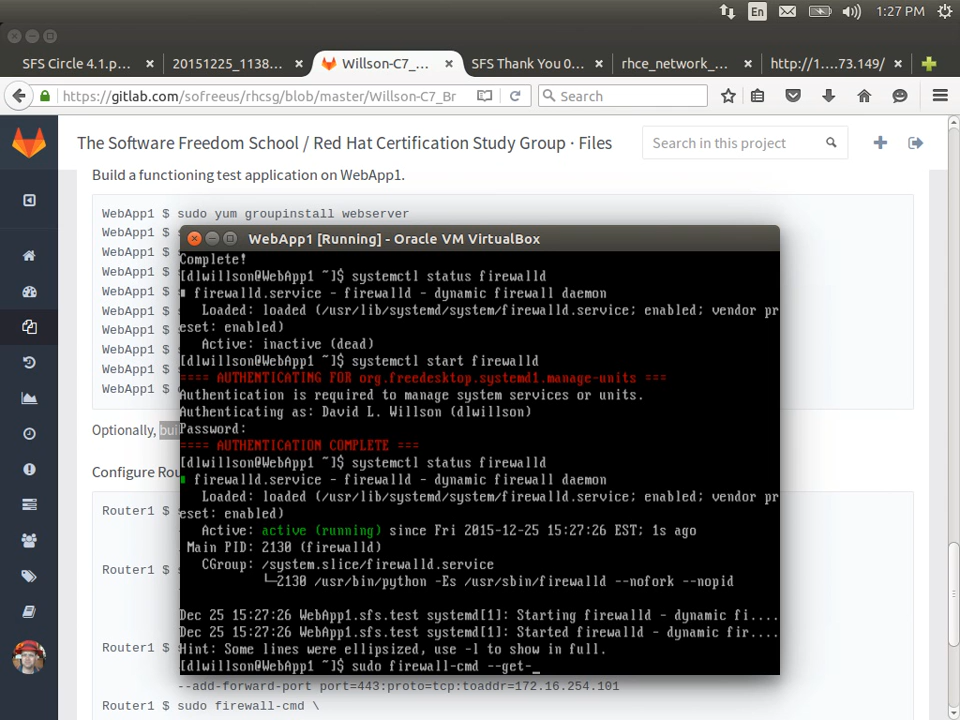 En
1:27 PM
SFS Circle 4.1.p...
20151225_1138...
Willson-C7_...
SFS Thank You 0...
rhce_network_...
http://1....73.149/
https://gitlab.com/sofreeus/rhcsg/blob/master/Willson-C7_Br
Search
The Software Freedom School / Red Hat Certification Study Group · Files
Search in this project
Build a functioning test application on WebApp1.
WebApp1 $ sudo yum groupinstall webserver
WebApp1 $
WebApp1 $
WebApp1 $
WebApp1 $
WebApp1 $
WebApp1 $
WebApp1 $
WebApp1 $
WebApp1 $
Optionally, bui
Configure Rou
Router1 $
Router1 $
Router1 $
WebApp1 [Running] - Oracle VM VirtualBox
Complete!
[dlwillson@WebApp1 ~]$ systemctl status firewalld
firewalld.service - firewalld - dynamic firewall daemon
Loaded: loaded (/usr/lib/systemd/system/firewalld.service; enabled; vendor pr
eset: enabled)
Active: inactive (dead)
[dlwillson@WebApp1 ~]$ systemctl start firewalld
==== AUTHENTICATING FOR org.freedesktop.systemd1.manage-units ===
Authentication is required to manage system services or units.
Authenticating as: David L. Willson (dlwillson)
Password:
==== AUTHENTICATION COMPLETE ===
[dlwillson@WebApp1 ~]$ systemctl status firewalld
firewalld.service - firewalld - dynamic firewall daemon
Loaded: loaded (/usr/lib/systemd/system/firewalld.service; enabled; vendor pr
eset: enabled)
Active: active (running) since Fri 2015-12-25 15:27:26 EST; 1s ago
Main PID: 2130 (firewalld)
CGroup: /system.slice/firewalld.service
└─2130 /usr/bin/python -Es /usr/sbin/firewalld --nofork --nopid
Dec 25 15:27:26 WebApp1.sfs.test systemd[1]: Starting firewalld - dynamic fi....
Dec 25 15:27:26 WebApp1.sfs.test systemd[1]: Started firewalld - dynamic fir....
Hint: Some lines were ellipsized, use -l to show in full.
[dlwillson@WebApp1 ~]$ sudo firewall-cmd --get-_
--add-forward-port port=443:proto=tcp:toaddr=172.16.254.101
Router1 $ sudo firewall-cmd \